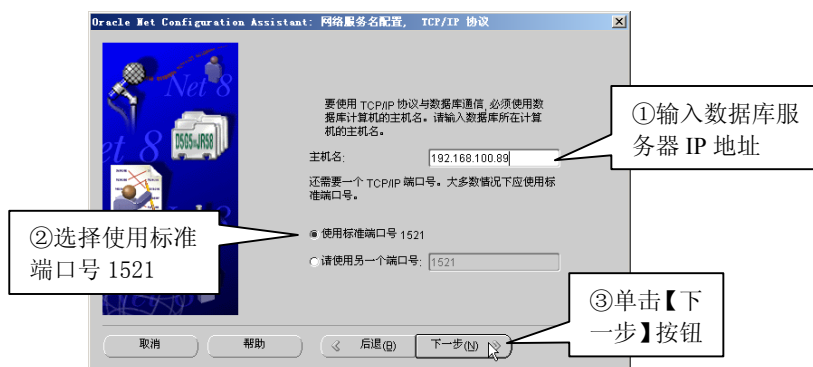 Oracle Net Configuration Assistant: 网络服务名配置, TCP/IP 协议
Net 8
et 8
DSGS-JR58
要使用 TCP/IP 协议与数据库通信,必须使用数
据库计算机的主机名。请输入数据库所在计算
机的主机名。
主机名:
192.168.100.89
①输入数据库服
务器 IP 地址
还需要一个 TCP/IP 端口号。大多数情况下应使用标
准端口号。
②选择使用标准
端口号 1521
使用标准端口号 1521
请使用另一个端口号:
1521
③单击【下
一步】按钮
取消
帮助
后退(B)
下一步(N)